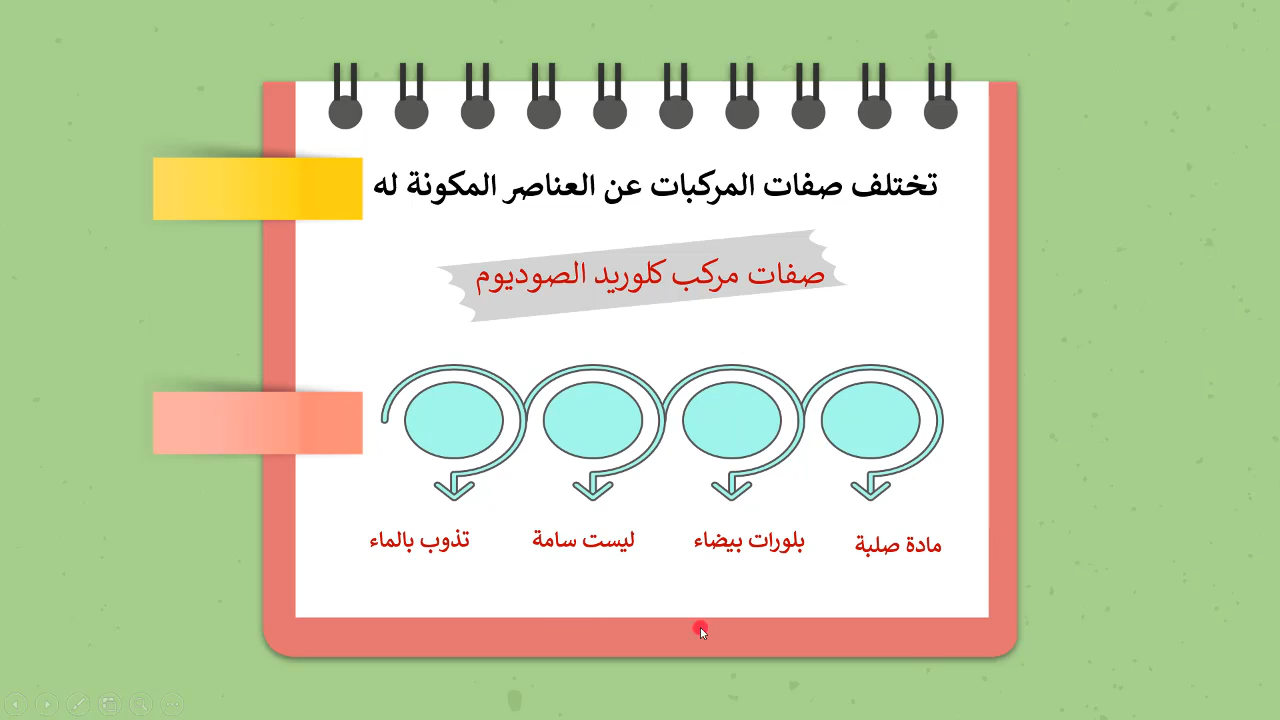 تختلف صفات المركبات عن العناصر المكونة له
صفات مركب كلوريد الصوديوم
مادة صلبة
بلورات بيضاء
ليست سامة
تذوب بالماء